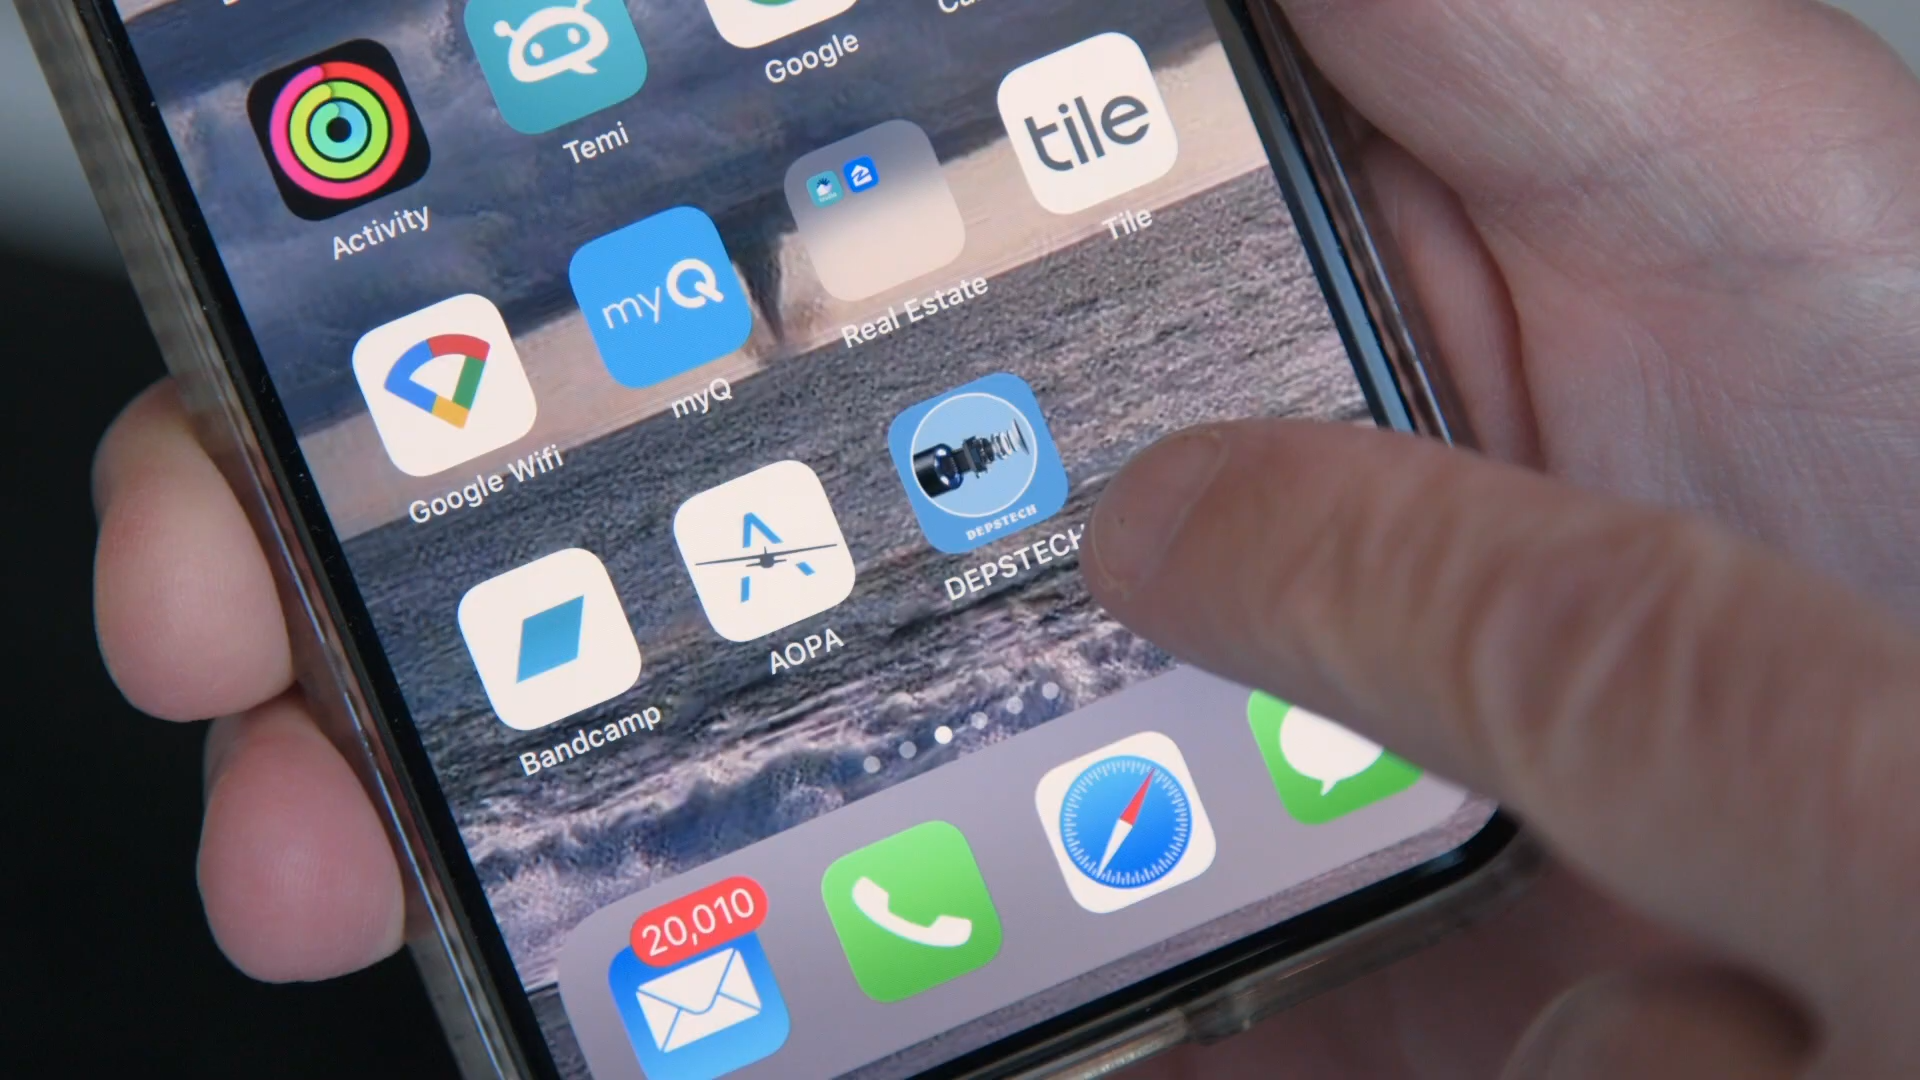 Google
Temi
tile
Tile
Activity
Real Estate
myQ
myQ
Google Wifi
DEPSTECH
DEPSTECH
AOPA
Bandcamp
20,010